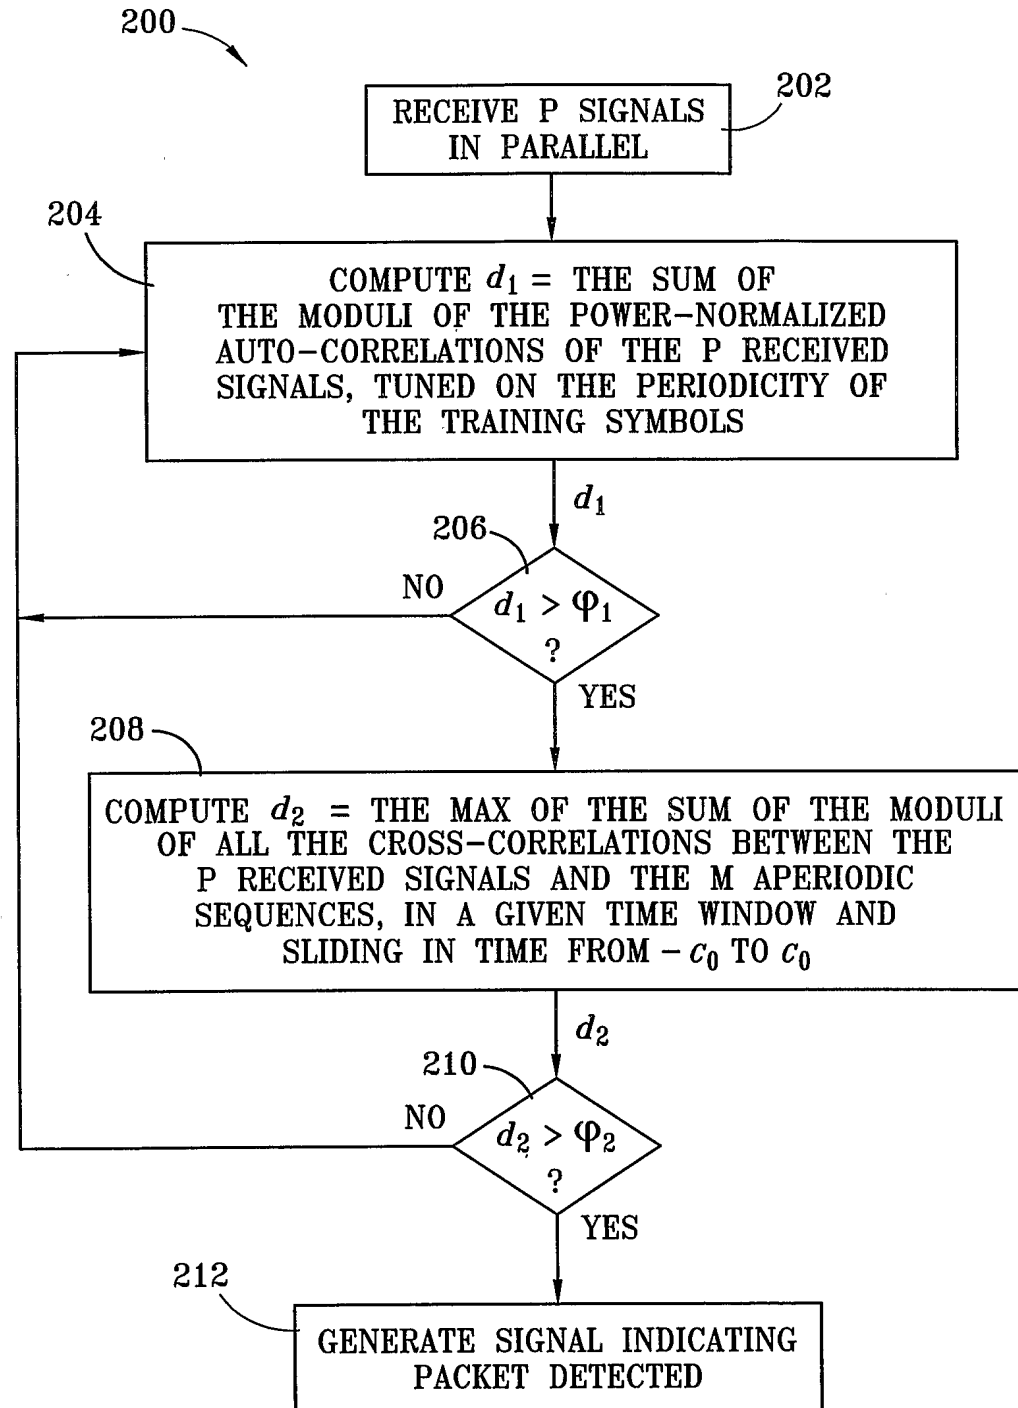 200
202
RECEIVE P SIGNALS
IN PARALLEL
204
COMPUTE d1 = THE SUM OF
THE MODULI OF THE POWER-NORMALIZED
AUTO-CORRELATIONS OF THE P RECEIVED
SIGNALS, TUNED ON THE PERIODICITY OF
THE TRAINING SYMBOLS
d1
206
NO
d1 > φ1
?
YES
208
COMPUTE d2 = THE MAX OF THE SUM OF THE MODULI
OF ALL THE CROSS-CORRELATIONS BETWEEN THE
P RECEIVED SIGNALS AND THE M APERIODIC
SEQUENCES, IN A GIVEN TIME WINDOW AND
SLIDING IN TIME FROM -c0 TO c0
d2
210
NO
d2 > φ2
?
YES
212
GENERATE SIGNAL INDICATING
PACKET DETECTED